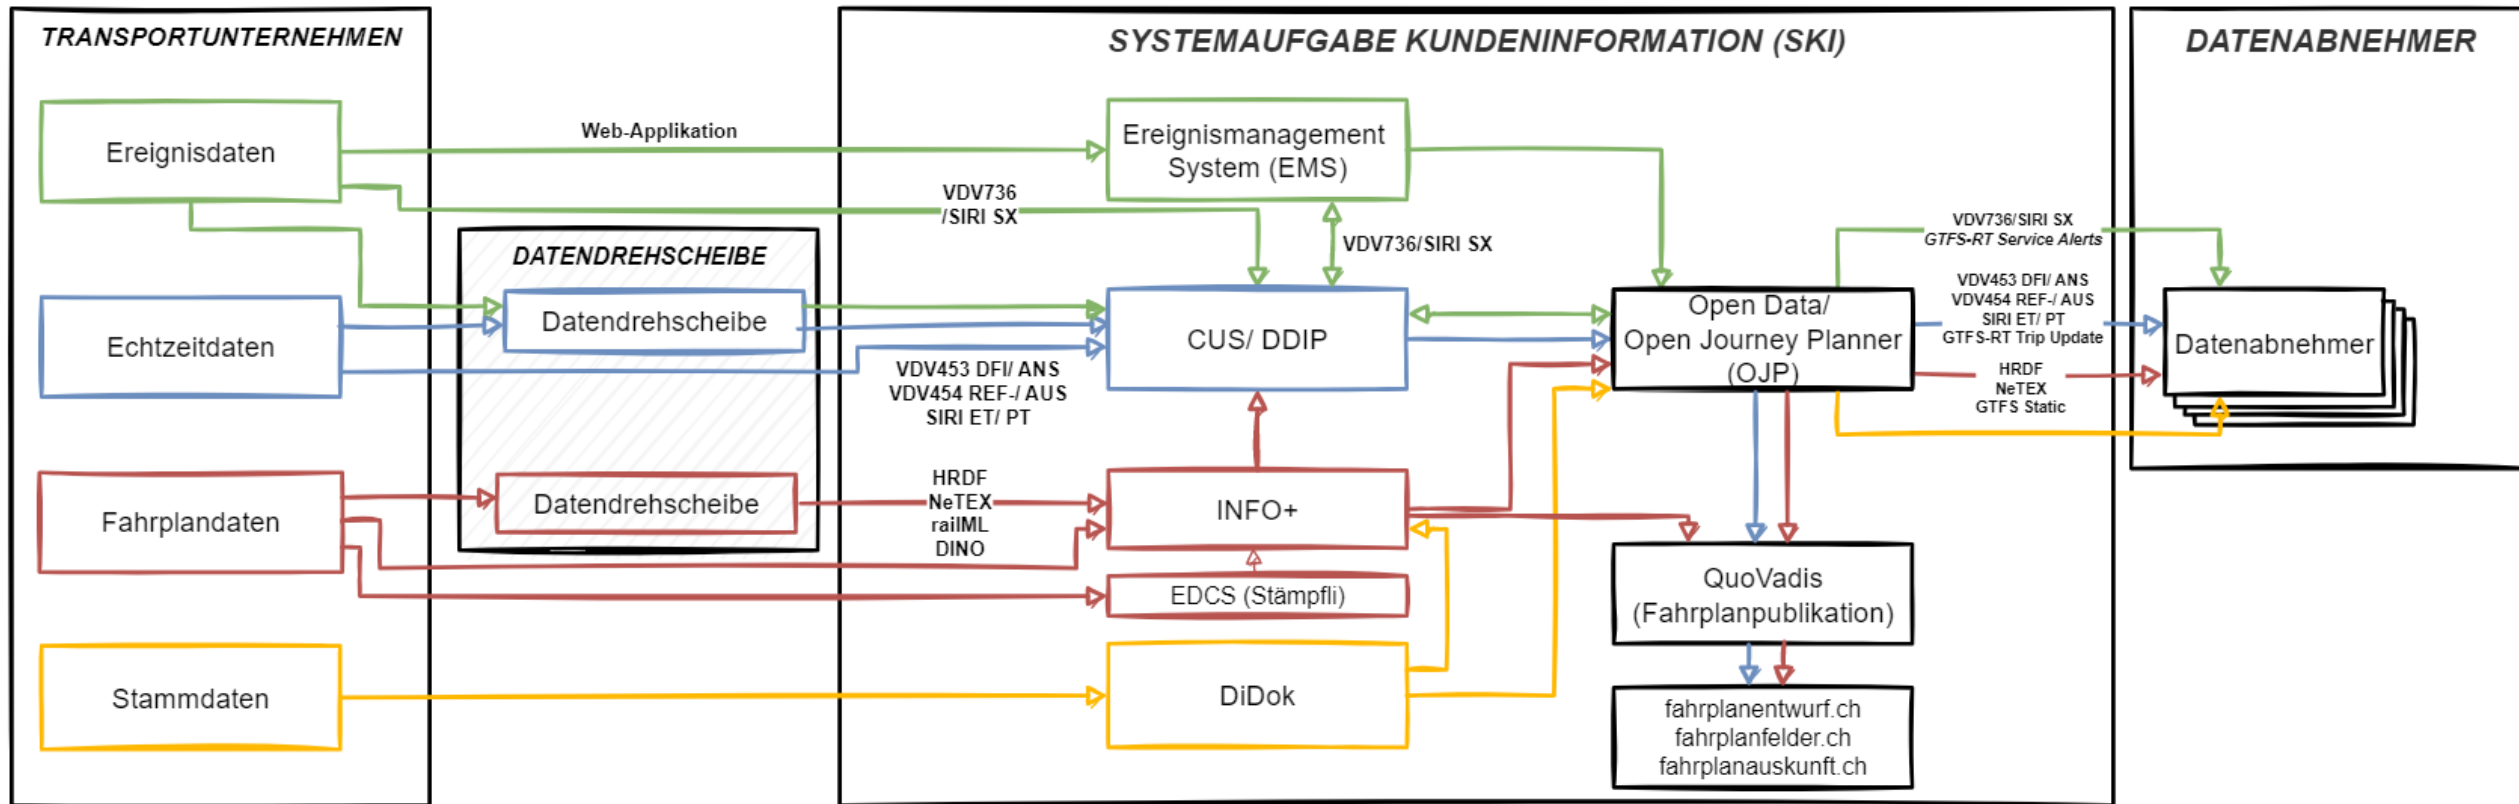 TRANSPORTUNTERNEHMEN
Ereignisdaten
Echtzeitdaten
Fahrplandaten
Stammdaten
Web-Applikation
VDV736
/SIRI SX
DATENDREHSCHEIBE
Datendrehscheibe
Datendrehscheibe
VDV453 DFI/ ANS
VDV454 REF-/ AUS
SIRI ET/ PT
HRDF
NeTEX
railML
DINO
SYSTEMAUFGABE KUNDENINFORMATION (SKI)
Ereignismanagement
System (EMS)
VDV736/SIRI SX
CUS/ DDIP
INFO+
EDCS (Stämpfli)
DiDok
Open Data/
Open Journey Planner
(OJP)
QuoVadis
(Fahrplanpublikation)
fahrplanentwurf.ch
fahrplanfelder.ch
fahrplanauskunft.ch
VDV736/SIRI SX
GTFS-RT Service Alerts
VDV453 DFI/ ANS
VDV454 REF-/ AUS
SIRI ET/ PT
GTFS-RT Trip Update
HRDF
NeTEX
GTFS Static
DATENABNEHMER
Datenabnehmer